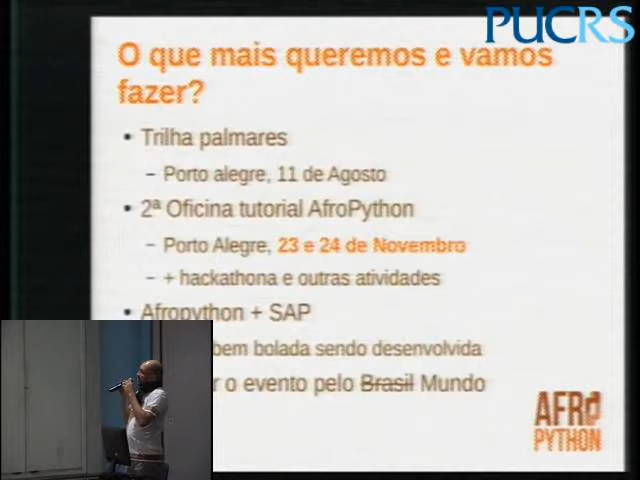 PUCRS
O que mais queremos e vamos
fazer?
• Trilha palmares
– Porto alegre, 11 de Agosto
• 2ª Oficina tutorial AfroPython
– Porto Alegre, 23 e 24 de Novembro
– + hackathona e outras atividades
• Afropython + SAP
bem bolada sendo desenvolvida
r o evento pelo Brasil Mundo
AFRO
PYTHON